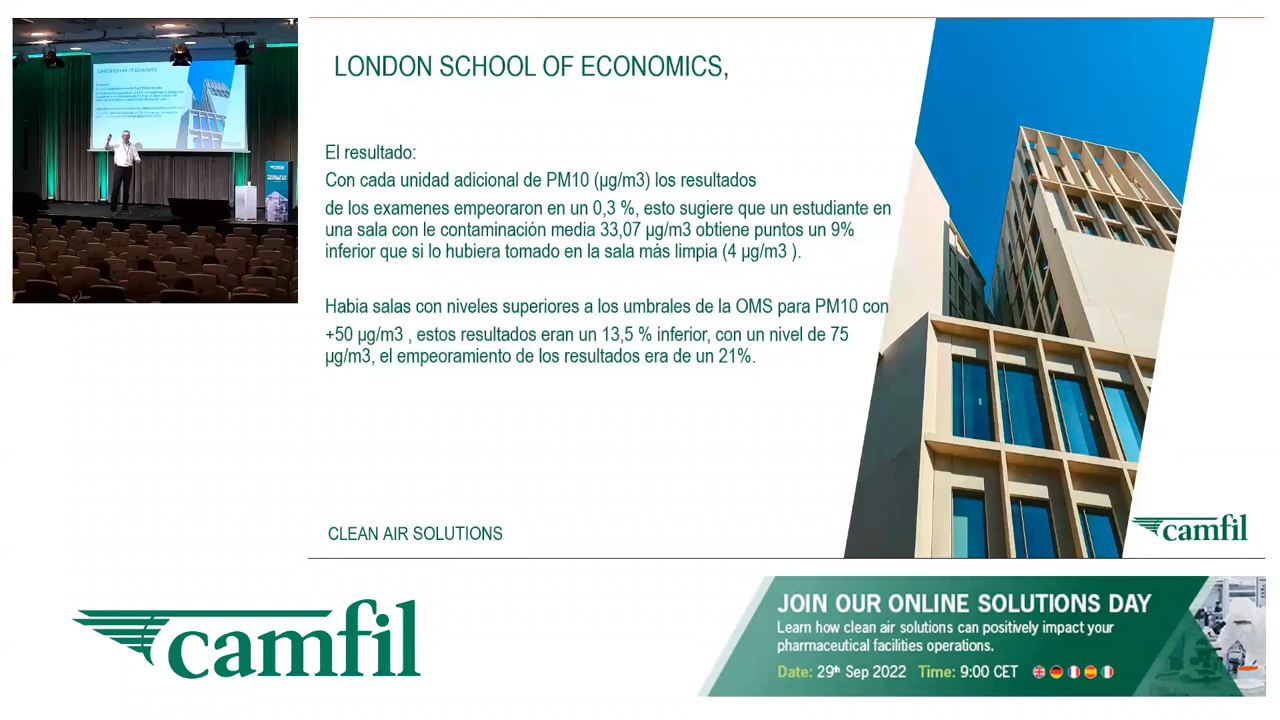 LONDON SCHOOL OF ECONOMICS,
El resultado:
Con cada unidad adicional de PM10 (µg/m3) los resultados
de los examenes empeoraron en un 0,3 %, esto sugiere que un estudiante en
una sala con le contaminación media 33,07 µg/m3 obtiene puntos un 9%
inferior que si lo hubiera tomado en la sala más limpia (4 µg/m3 ).
Habia salas con niveles superiores a los umbrales de la OMS para PM10 con
+50 µg/m3 , estos resultados eran un 13,5 % inferior, con un nivel de 75
µg/m3, el empeoramiento de los resultados era de un 21%.
CLEAN AIR SOLUTIONS
camfil
camfil
JOIN OUR ONLINE SOLUTIONS DAY
Learn how clean air solutions can positively impact your
pharmaceutical facilities operations.
Date: 29th Sep 2022 Time: 9:00 CET